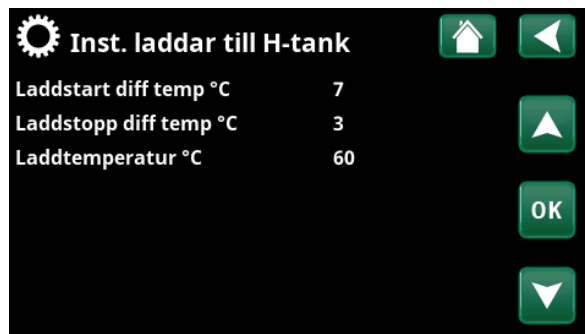 Inst. laddar till H-tank
Laddstart diff temp °C 7
Laddstopp diff temp °C 3
Laddtemperatur °C 60
OK